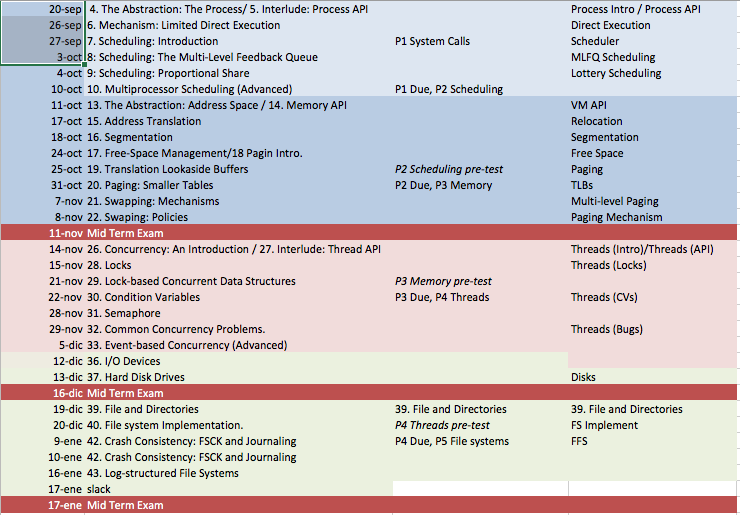 20-sep 4. The Abstraction: The Process/ 5. Interlude: Process API Process Intro / Process API
26-sep 6. Mechanism: Limited Direct Execution Direct Execution
27-sep 7. Scheduling: Introduction P1 System Calls Scheduler
3-oct 8: Scheduling: The Multi-Level Feedback Queue MLFQ Scheduling
4-oct 9: Scheduling: Proportional Share Lottery Scheduling
10-oct 10. Multiprocessor Scheduling (Advanced) P1 Due, P2 Scheduling
11-oct 13. The Abstraction: Address Space / 14. Memory API VM API
17-oct 15. Address Translation Relocation
18-oct 16. Segmentation Segmentation
24-oct 17. Free-Space Management/18 Pagin Intro. Free Space
25-oct 19. Translation Lookaside Buffers P2 Scheduling pre-test Paging
31-oct 20. Paging: Smaller Tables P2 Due, P3 Memory TLBs
7-nov 21. Swapping: Mechanisms Multi-level Paging
8-nov 22. Swaping: Policies Paging Mechanism
11-nov Mid Term Exam
14-nov 26. Concurrency: An Introduction / 27. Interlude: Thread API Threads (Intro)/Threads (API)
15-nov 28. Locks Threads (Locks)
21-nov 29. Lock-based Concurrent Data Structures P3 Memory pre-test
22-nov 30. Condition Variables P3 Due, P4 Threads Threads (CVs)
28-nov 31. Semaphore
29-nov 32. Common Concurrency Problems. Threads (Bugs)
5-dic 33. Event-based Concurrency (Advanced)
12-dic 36. I/O Devices
13-dic 37. Hard Disk Drives Disks
16-dic Mid Term Exam
19-dic 39. File and Directories 39. File and Directories 39. File and Directories
20-dic 40. File system Implementation. P4 Threads pre-test FS Implement
9-ene 42. Crash Consistency: FSCK and Journaling P4 Due, P5 File systems FFS
10-ene 42. Crash Consistency: FSCK and Journaling
16-ene 43. Log-structured File Systems
17-ene slack
17-ene Mid Term Exam